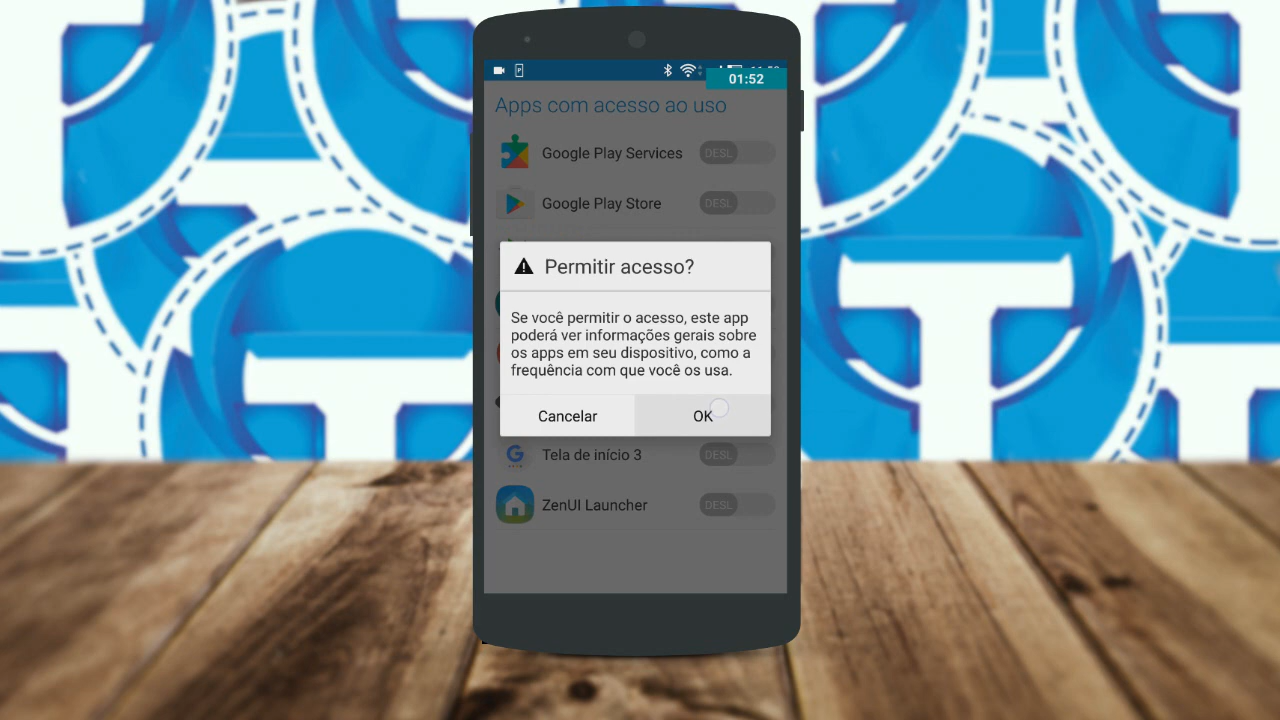 01:52
Apps com acesso ao uso
Google Play Services DESL
Google Play Store DESL
Permitir acesso?
Se você permitir o acesso, este app
poderá ver informações gerais sobre
os apps em seu dispositivo, como a
frequência com que você os usa.
Cancelar OK
Tela de início 3 DESL
ZenUI Launcher DESL